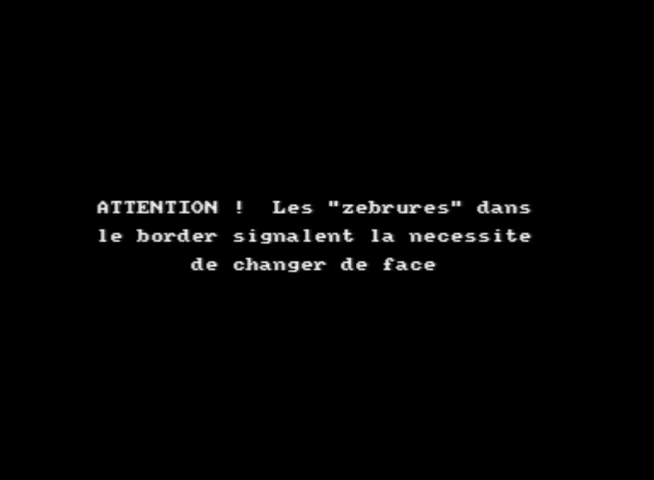 ATTENTION !  Les "zebrures" dans
le border signalent la necessite
de changer de face